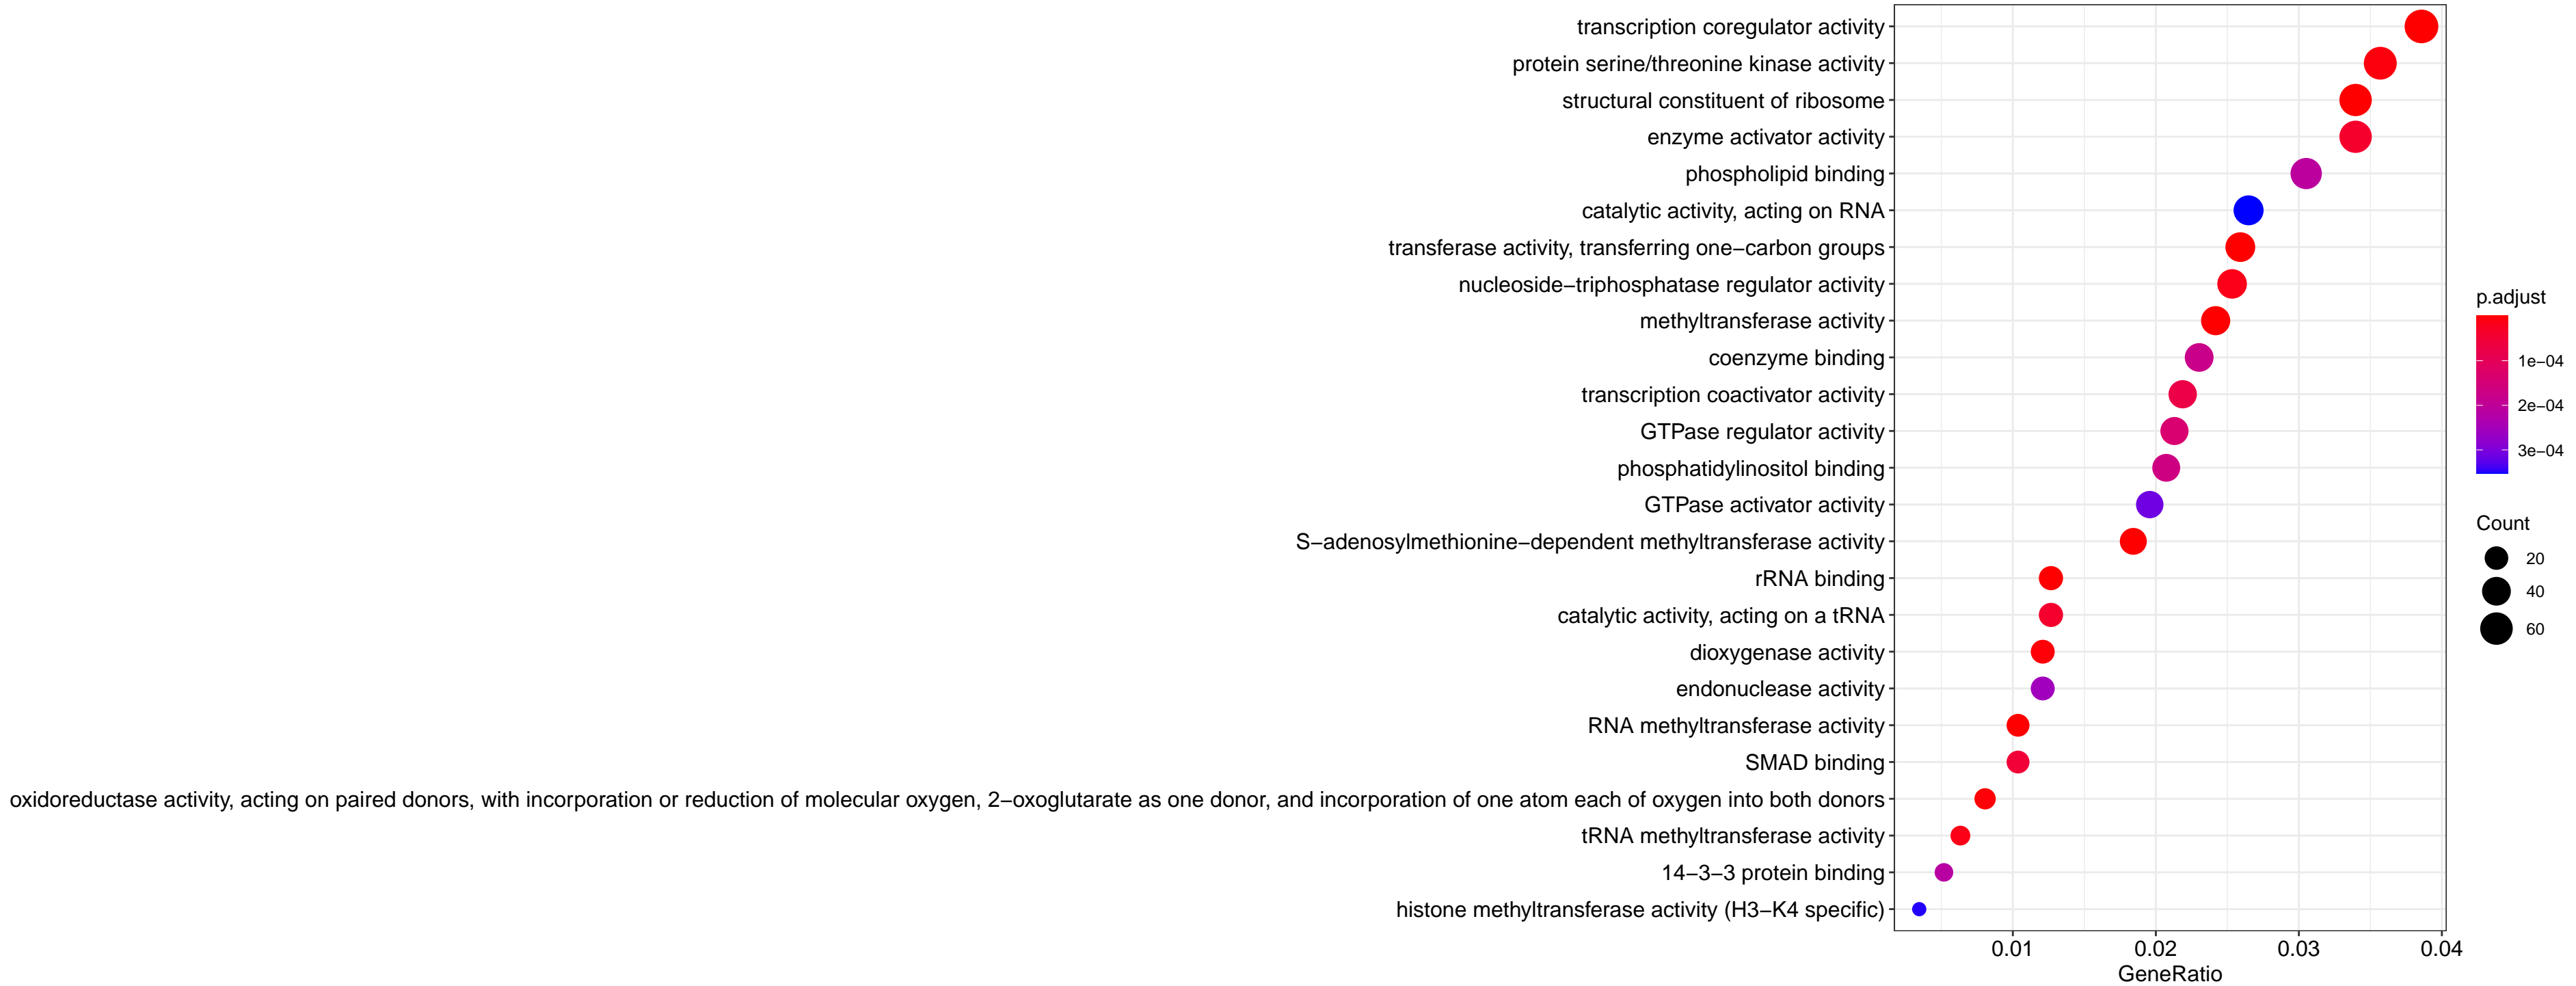 transcription coregulator activity
protein serine/threonine kinase activity
structural constituent of ribosome
enzyme activator activity
phospholipid binding
catalytic activity, acting on RNA
transferase activity, transferring one−carbon groups
nucleoside−triphosphatase regulator activity
methyltransferase activity
coenzyme binding
transcription coactivator activity
GTPase regulator activity
phosphatidylinositol binding
GTPase activator activity
S−adenosylmethionine−dependent methyltransferase activity
rRNA binding
catalytic activity, acting on a tRNA
dioxygenase activity
endonuclease activity
RNA methyltransferase activity
SMAD binding
oxidoreductase activity, acting on paired donors, with incorporation or reduction of molecular oxygen, 2−oxoglutarate as one donor, and incorporation of one atom each of oxygen into both donors
tRNA methyltransferase activity
14−3−3 protein binding
histone methyltransferase activity (H3−K4 specific)
0.01 0.02 0.03 0.04
GeneRatio
p.adjust
1e−04
2e−04
3e−04
Count
20
40
60